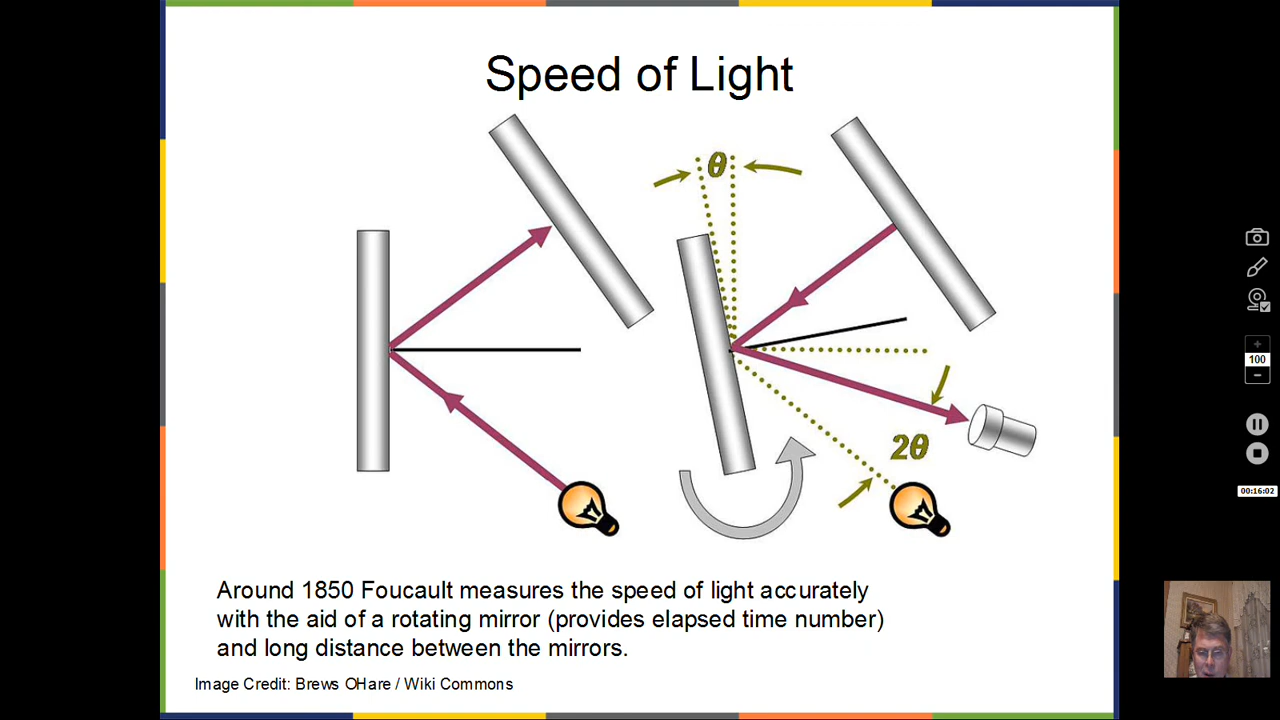 Speed of Light
θ
2θ
Around 1850 Foucault measures the speed of light accurately
with the aid of a rotating mirror (provides elapsed time number)
and long distance between the mirrors.
Image Credit: Brews OHare / Wiki Commons
+
100
-
00:16:02